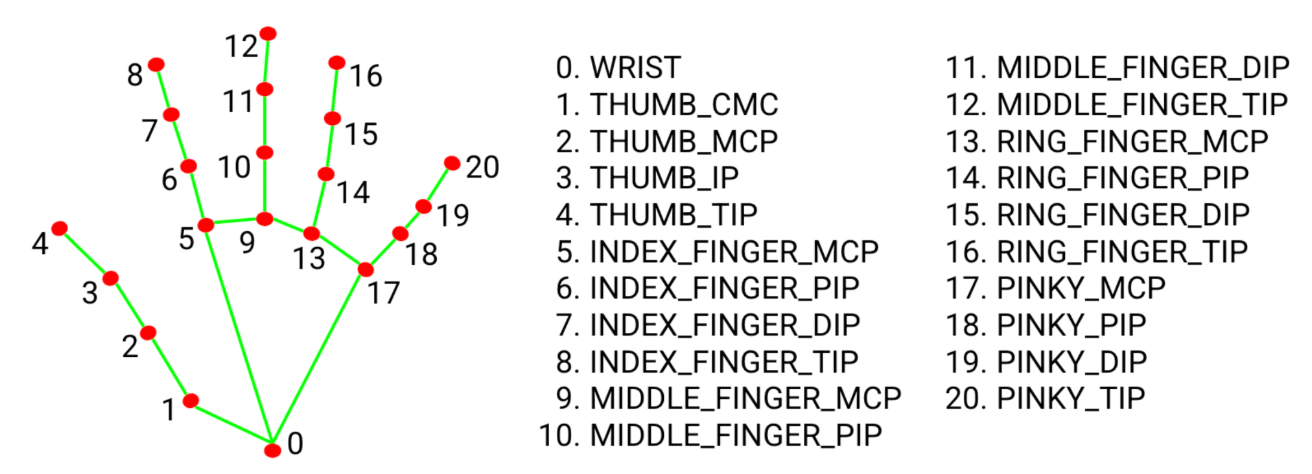 12
8
16
11
7
15
10
6
14
20
19
5
9
13
18
4
17
3
2
1
0
0. WRIST
1. THUMB_CMC
2. THUMB_MCP
3. THUMB_IP
4. THUMB_TIP
5. INDEX_FINGER_MCP
6. INDEX_FINGER_PIP
7. INDEX_FINGER_DIP
8. INDEX_FINGER_TIP
9. MIDDLE_FINGER_MCP
10. MIDDLE_FINGER_PIP
11. MIDDLE_FINGER_DIP
12. MIDDLE_FINGER_TIP
13. RING_FINGER_MCP
14. RING_FINGER_PIP
15. RING_FINGER_DIP
16. RING_FINGER_TIP
17. PINKY_MCP
18. PINKY_PIP
19. PINKY_DIP
20. PINKY_TIP